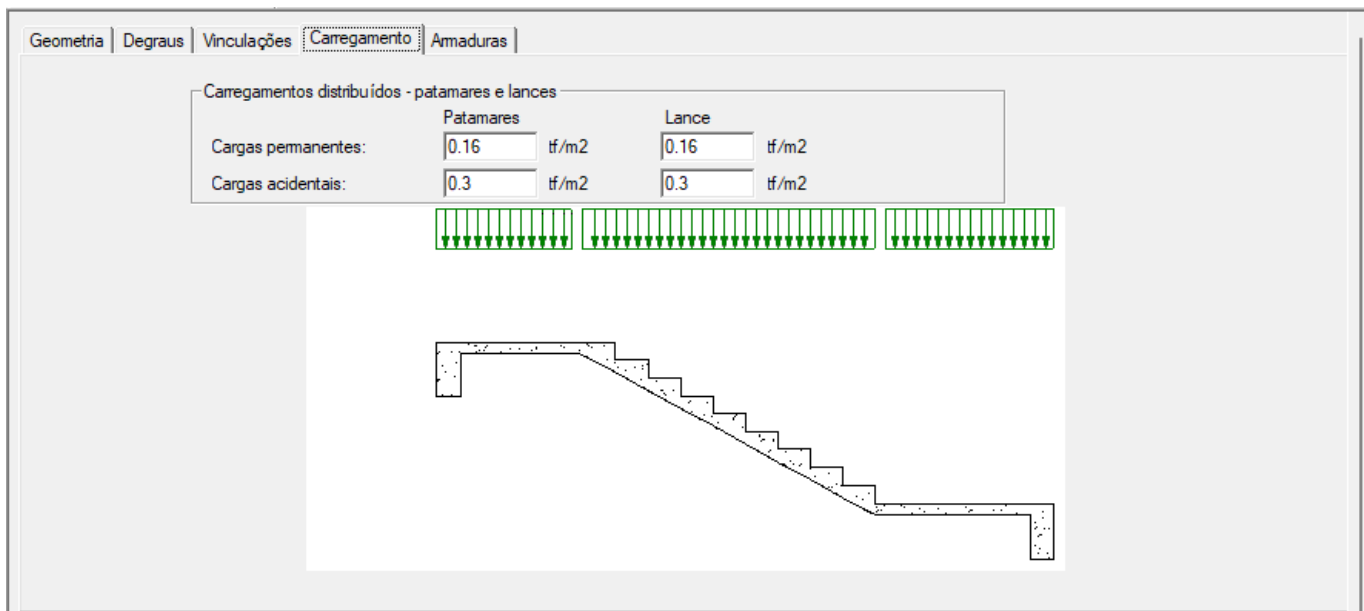 Geometria Degraus Vinculações Carregamento Armaduras
Carregamentos distribuídos - patamares e lances
Patamares Lance
Cargas permanentes: 0.16 tf/m2 0.16 tf/m2
Cargas acidentais: 0.3 tf/m2 0.3 tf/m2